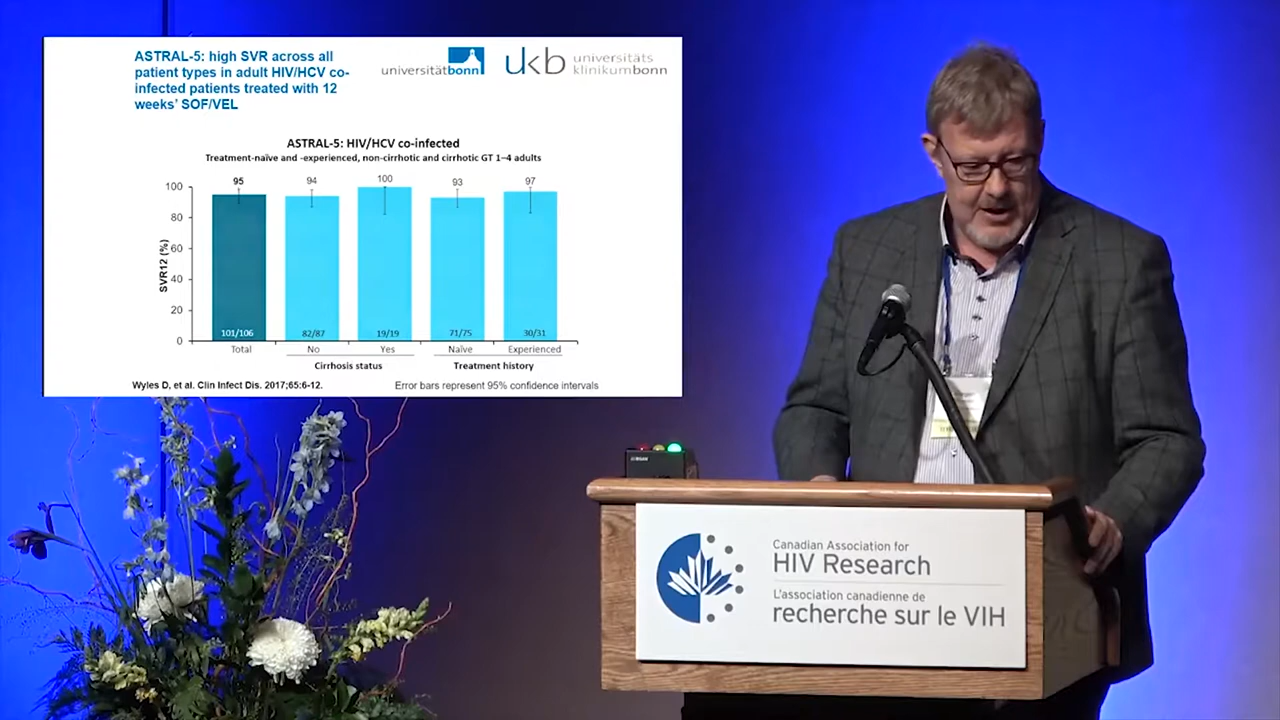 ASTRAL-5: high SVR across all
patient types in adult HIV/HCV co-
infected patients treated with 12
weeks' SOF/VEL
universitätbonn
ukb universitäts
klinikumbonn
ASTRAL-5: HIV/HCV co-infected
Treatment-naïve and -experienced, non-cirrhotic and cirrhotic GT 1–4 adults
SVR12 (%)
100
80
60
40
20
0
95
94
100
93
97
101/106
82/87
19/19
71/75
30/31
Total
No
Yes
Naïve
Experienced
Cirrhosis status
Treatment history
Wyles D, et al. Clin Infect Dis. 2017;65:6-12.
Error bars represent 95% confidence intervals
Canadian Association for
HIV Research
L'association canadienne de
recherche sur le VIH